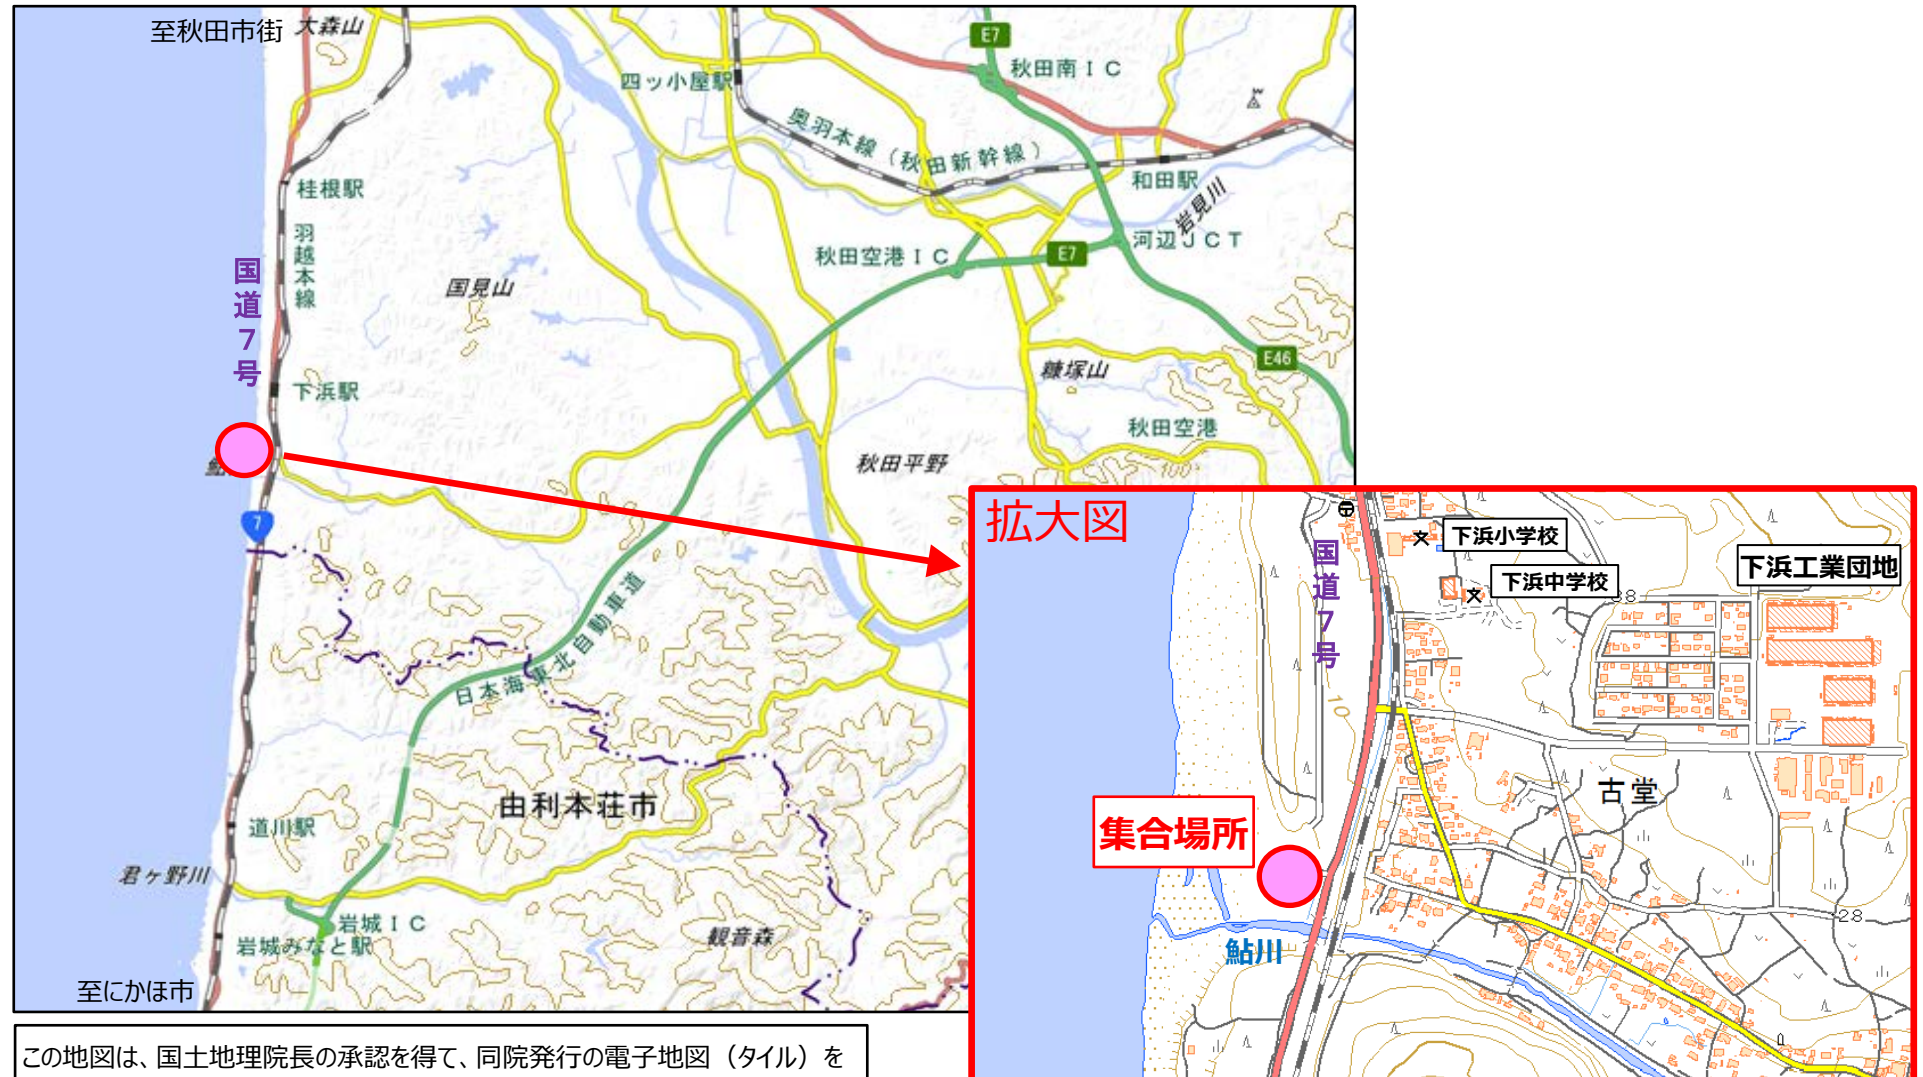 至秋田市街
大森山
E7
秋田南IC
四ッ小屋駅
奥羽本線（秋田新幹線）
和田駅
岩見川
桂根駅
羽越本線
国道7号
国見山
秋田空港IC
E7
河辺JCT
E46
糠塚山
下浜駅
秋田空港
秋田平野
7
日本海東北自動車道
由利本荘市
道川駅
君ヶ野川
岩城IC
岩城みなと駅
観音森
至にかほ市
拡大図
国道7号
下浜小学校
下浜中学校
下浜工業団地
10
古堂
集合場所
28
鮎川
この地図は、国土地理院長の承認を得て、同院発行の電子地図（タイル）を